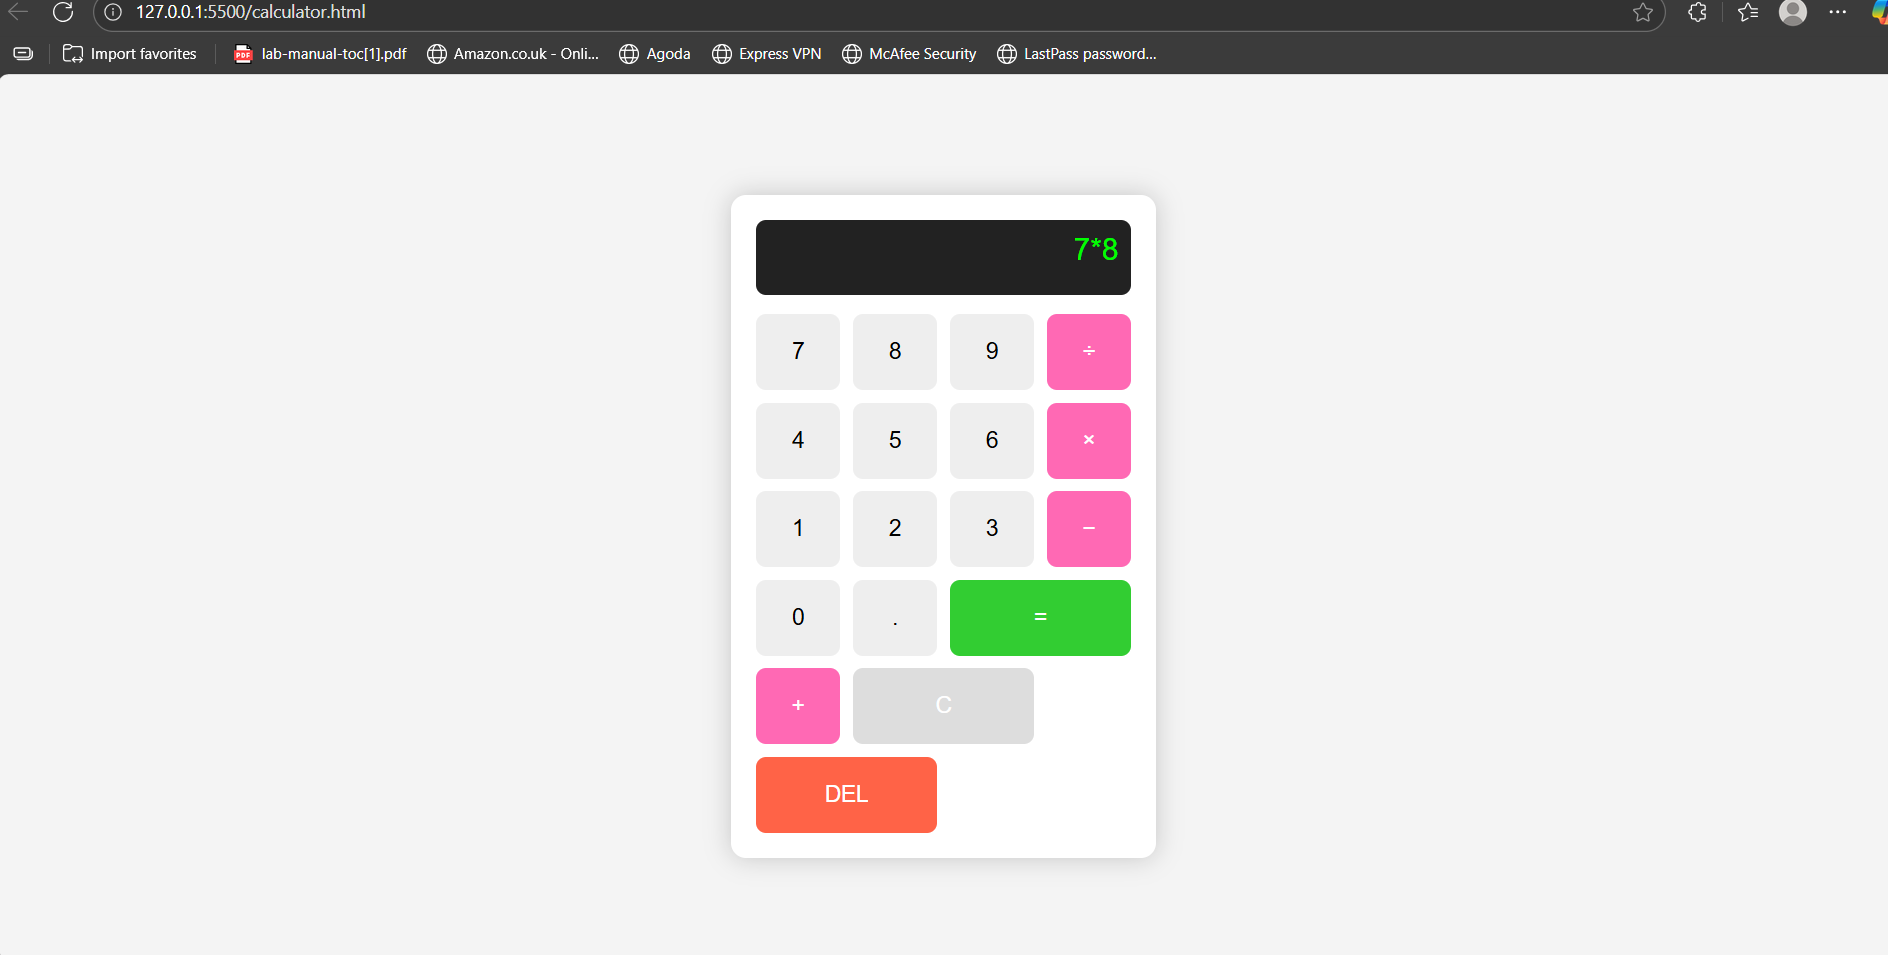 127.0.0.1:5500/calculator.html
Import favorites lab-manual-toc[1].pdf Amazon.co.uk - Onli... Agoda Express VPN McAfee Security LastPass password...
7*8
7 8 9 ÷
4 5 6 ×
1 2 3 −
0 . =
+ C
DEL